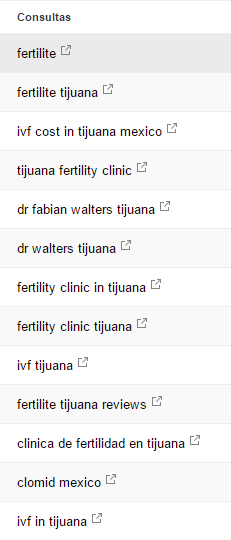 Consultas
fertilite
fertilite tijuana
ivf cost in tijuana mexico
tijuana fertility clinic
dr fabian walters tijuana
dr walters tijuana
fertility clinic in tijuana
fertility clinic tijuana
ivf tijuana
fertilite tijuana reviews
clinica de fertilidad en tijuana
clomid mexico
ivf in tijuana